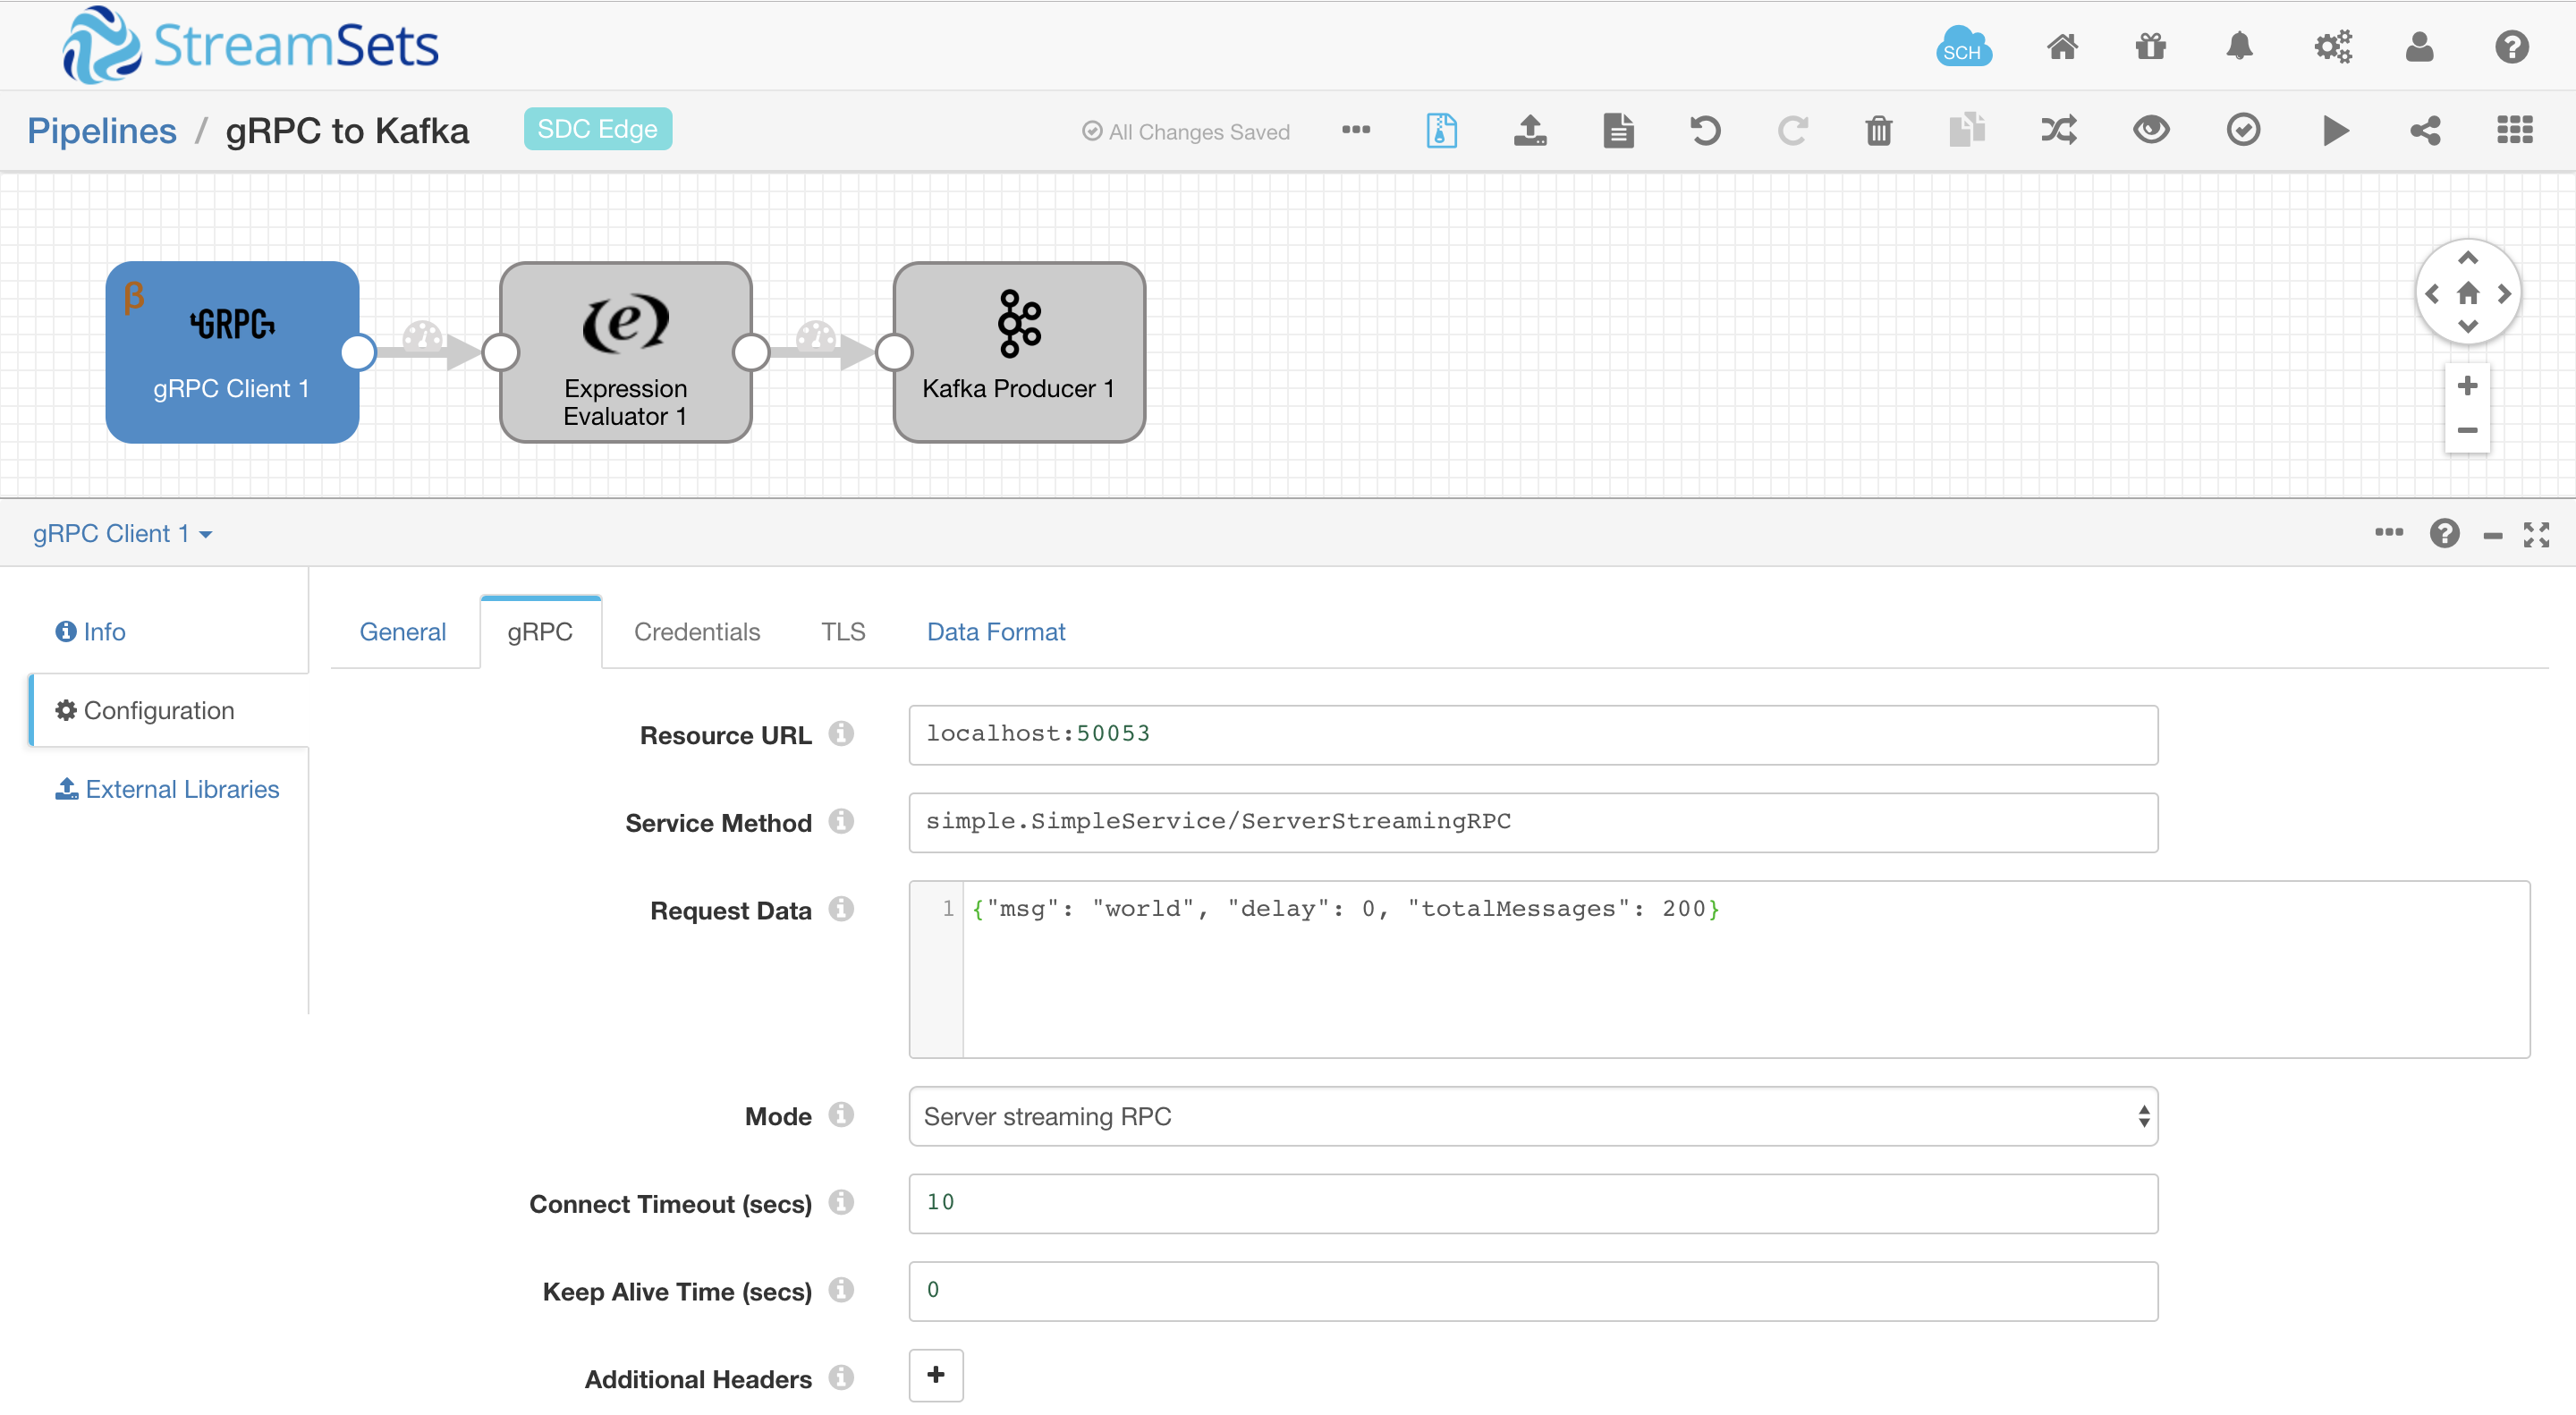 StreamSets
SCH
Pipelines / gRPC to Kafka
SDC Edge
All Changes Saved
β
GRPC
gRPC Client 1
e
Expression
Evaluator 1
Kafka Producer 1
gRPC Client 1
Info
Configuration
External Libraries
General
gRPC
Credentials
TLS
Data Format
Resource URL
localhost:50053
Service Method
simple.SimpleService/ServerStreamingRPC
Request Data
1
{"msg": "world", "delay": 0, "totalMessages": 200}
Mode
Server streaming RPC
Connect Timeout (secs)
10
Keep Alive Time (secs)
0
Additional Headers
+